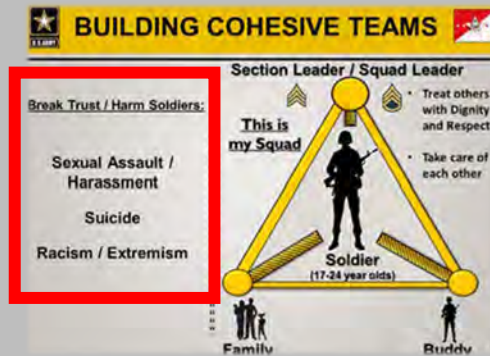 U.S. ARMY
BUILDING COHESIVE TEAMS
Break Trust / Harm Soldiers:
Sexual Assault /
Harassment
Suicide
Racism / Extremism
Section Leader / Squad Leader
This is
my Squad
• Treat others
with Dignity
and Respect
• Take care of
each other
Soldier
(17-24 year olds)
Family
Buddy